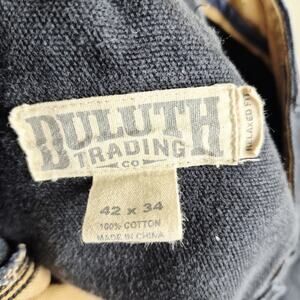 DULUTH
TRADING
CO
RELAXED FIT
42 x 34
100% COTTON
MADE IN CHINA